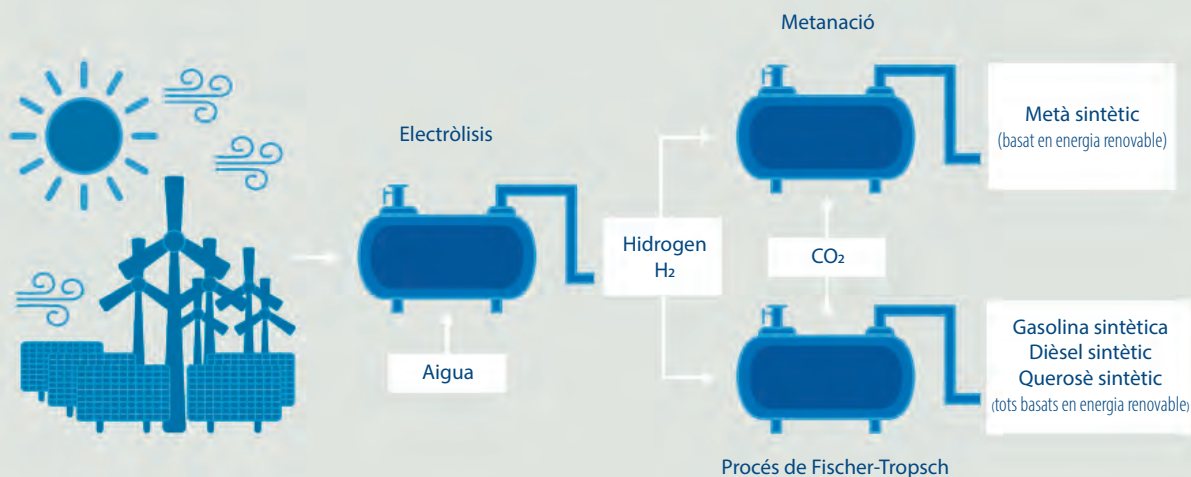 Metanació
Electròlisis
Metà sintètic
(basat en energia renovable)
Hidrogen
H₂
CO₂
Aigua
Gasolina sintètica
Dièsel sintètic
Querosè sintètic
(tots basats en energia renovable)
Procés de Fischer-Tropsch